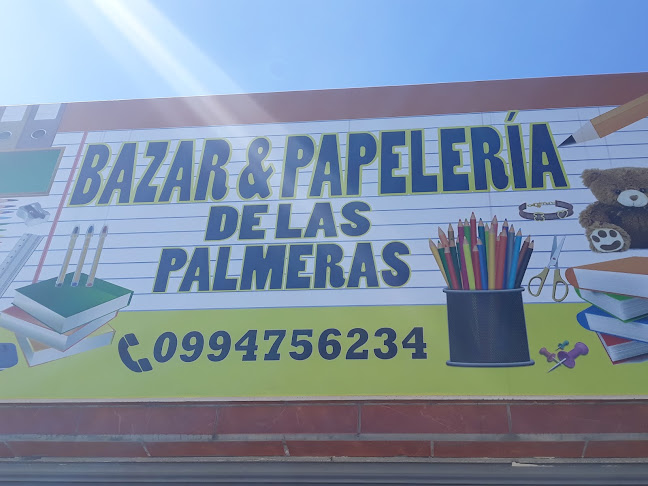 BAZAR & PAPELERÍA
DE LAS
PALMERAS
0994756234